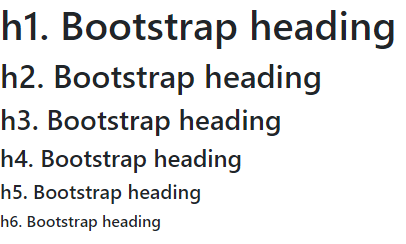 h1. Bootstrap heading
h2. Bootstrap heading
h3. Bootstrap heading
h4. Bootstrap heading
h5. Bootstrap heading
h6. Bootstrap heading